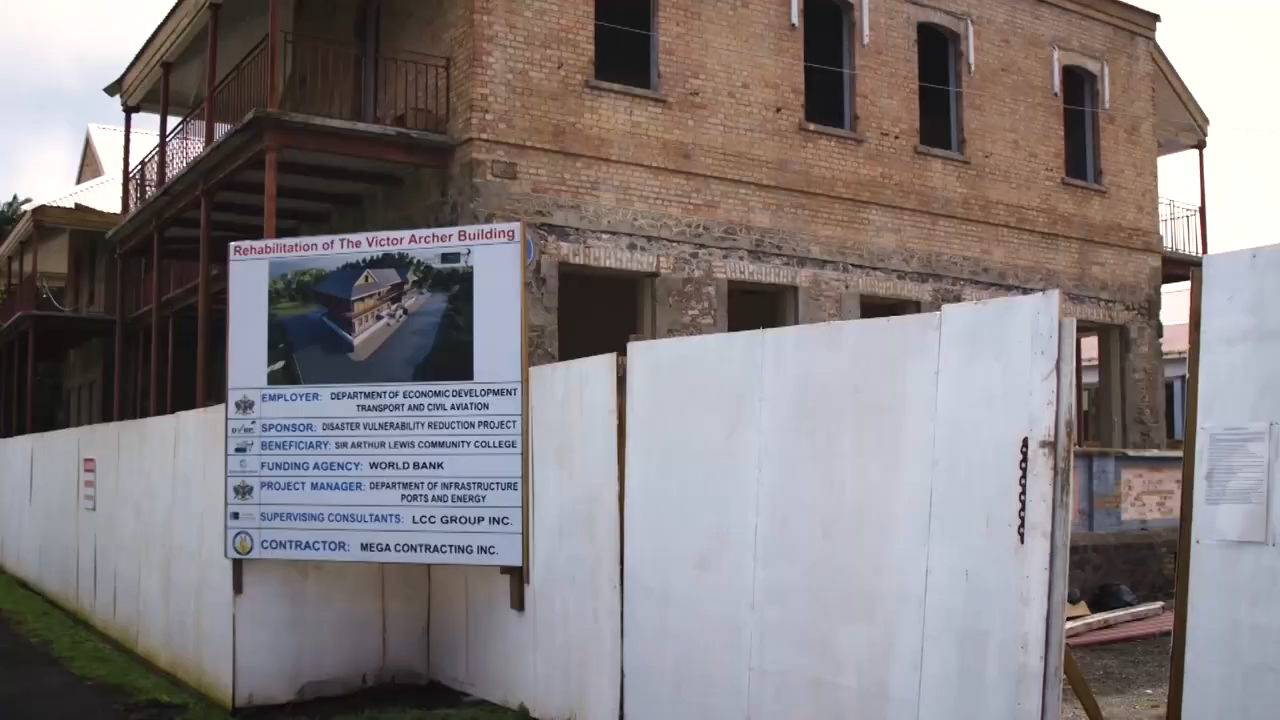 Rehabilitation of The Victor Archer Building
EMPLOYER: DEPARTMENT OF ECONOMIC DEVELOPMENT
TRANSPORT AND CIVIL AVIATION
SPONSOR: DISASTER VULNERABILITY REDUCTION PROJECT
BENEFICIARY: SIR ARTHUR LEWIS COMMUNITY COLLEGE
FUNDING AGENCY: WORLD BANK
PROJECT MANAGER: DEPARTMENT OF INFRASTRUCTURE
PORTS AND ENERGY
SUPERVISING CONSULTANTS: LCC GROUP INC.
CONTRACTOR: MEGA CONTRACTING INC.